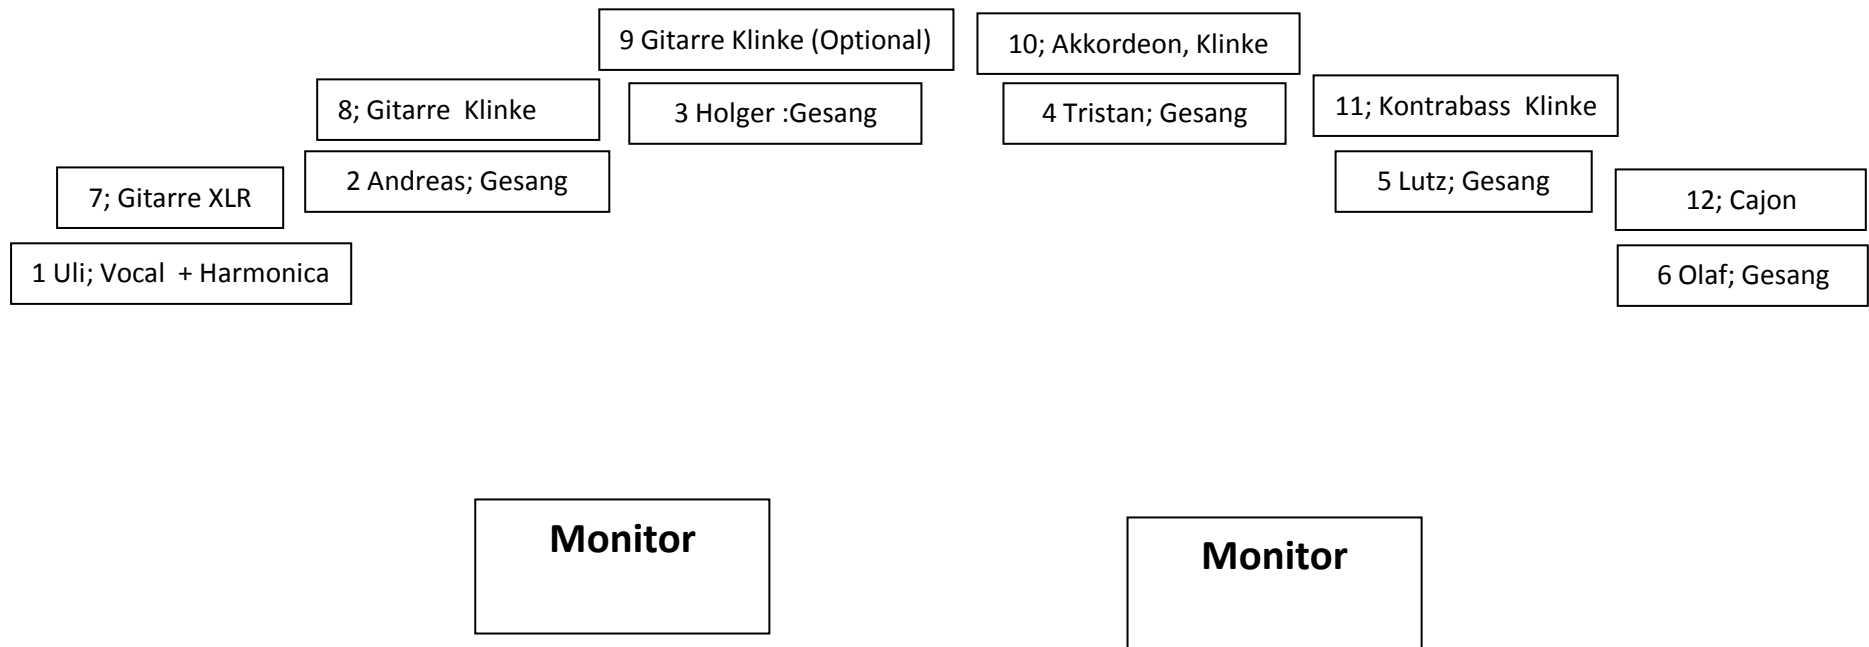 9 Gitarre Klinke (Optional)
10; Akkordeon, Klinke
8; Gitarre  Klinke
3 Holger :Gesang
4 Tristan; Gesang
11; Kontrabass  Klinke
7; Gitarre XLR
2 Andreas; Gesang
5 Lutz; Gesang
12; Cajon
1 Uli; Vocal  + Harmonica
6 Olaf; Gesang
Monitor
Monitor